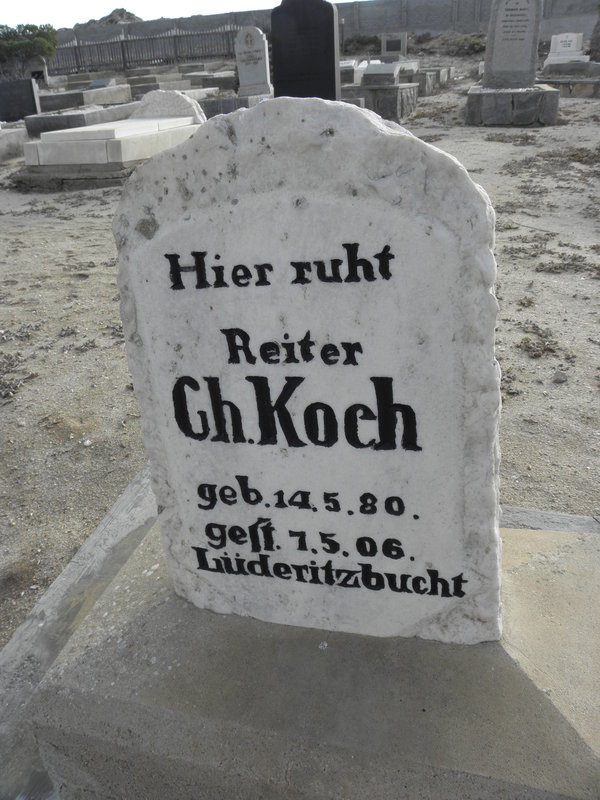 Hier ruht
Reiter
Ch. Koch
geb. 14. 5. 80.
geſt. 7. 5. 06.
Lüderitzbucht